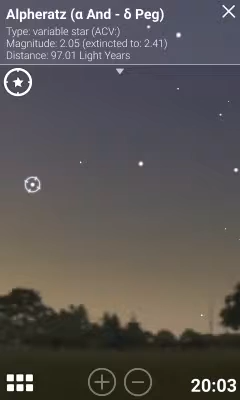 Alpheratz (α And - δ Peg)
Type: variable star (ACV:)
Magnitude: 2.05 (extincted to: 2.41)
Distance: 97.01 Light Years
20:03